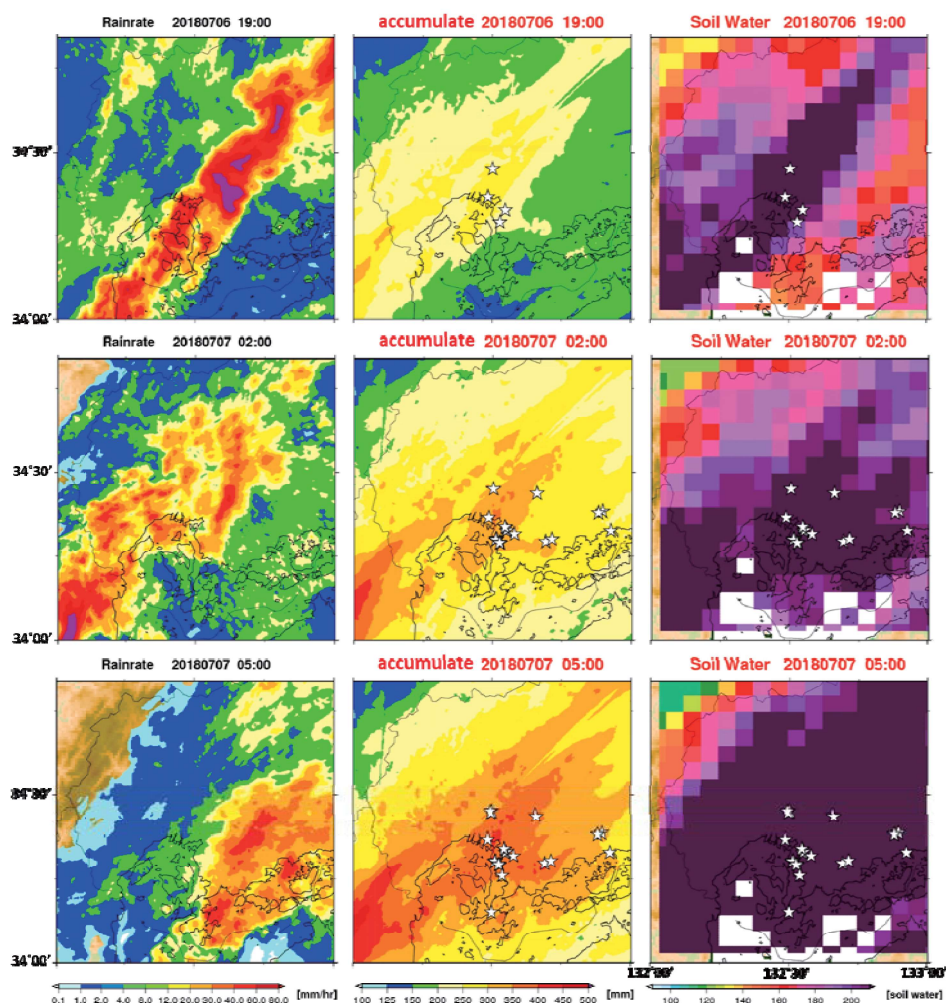 Rainrate 20180706 19:00
accumulate 20180706 19:00
Soil Water 20180706 19:00
34°30'
34°00'
Rainrate 20180707 02:00
accumulate 20180707 02:00
Soil Water 20180707 02:00
34°30'
34°00'
Rainrate 20180707 05:00
accumulate 20180707 05:00
Soil Water 20180707 05:00
34°30'
34°00'
132°00' 132°30' 133°00'
0.1 1.0 2.0 4.0 8.0 12.0 20.0 30.0 40.0 60.0 80.0 [mm/hr]
100 125 150 200 250 300 350 400 450 500 [mm]
100 120 140 160 180 200 [soil water]